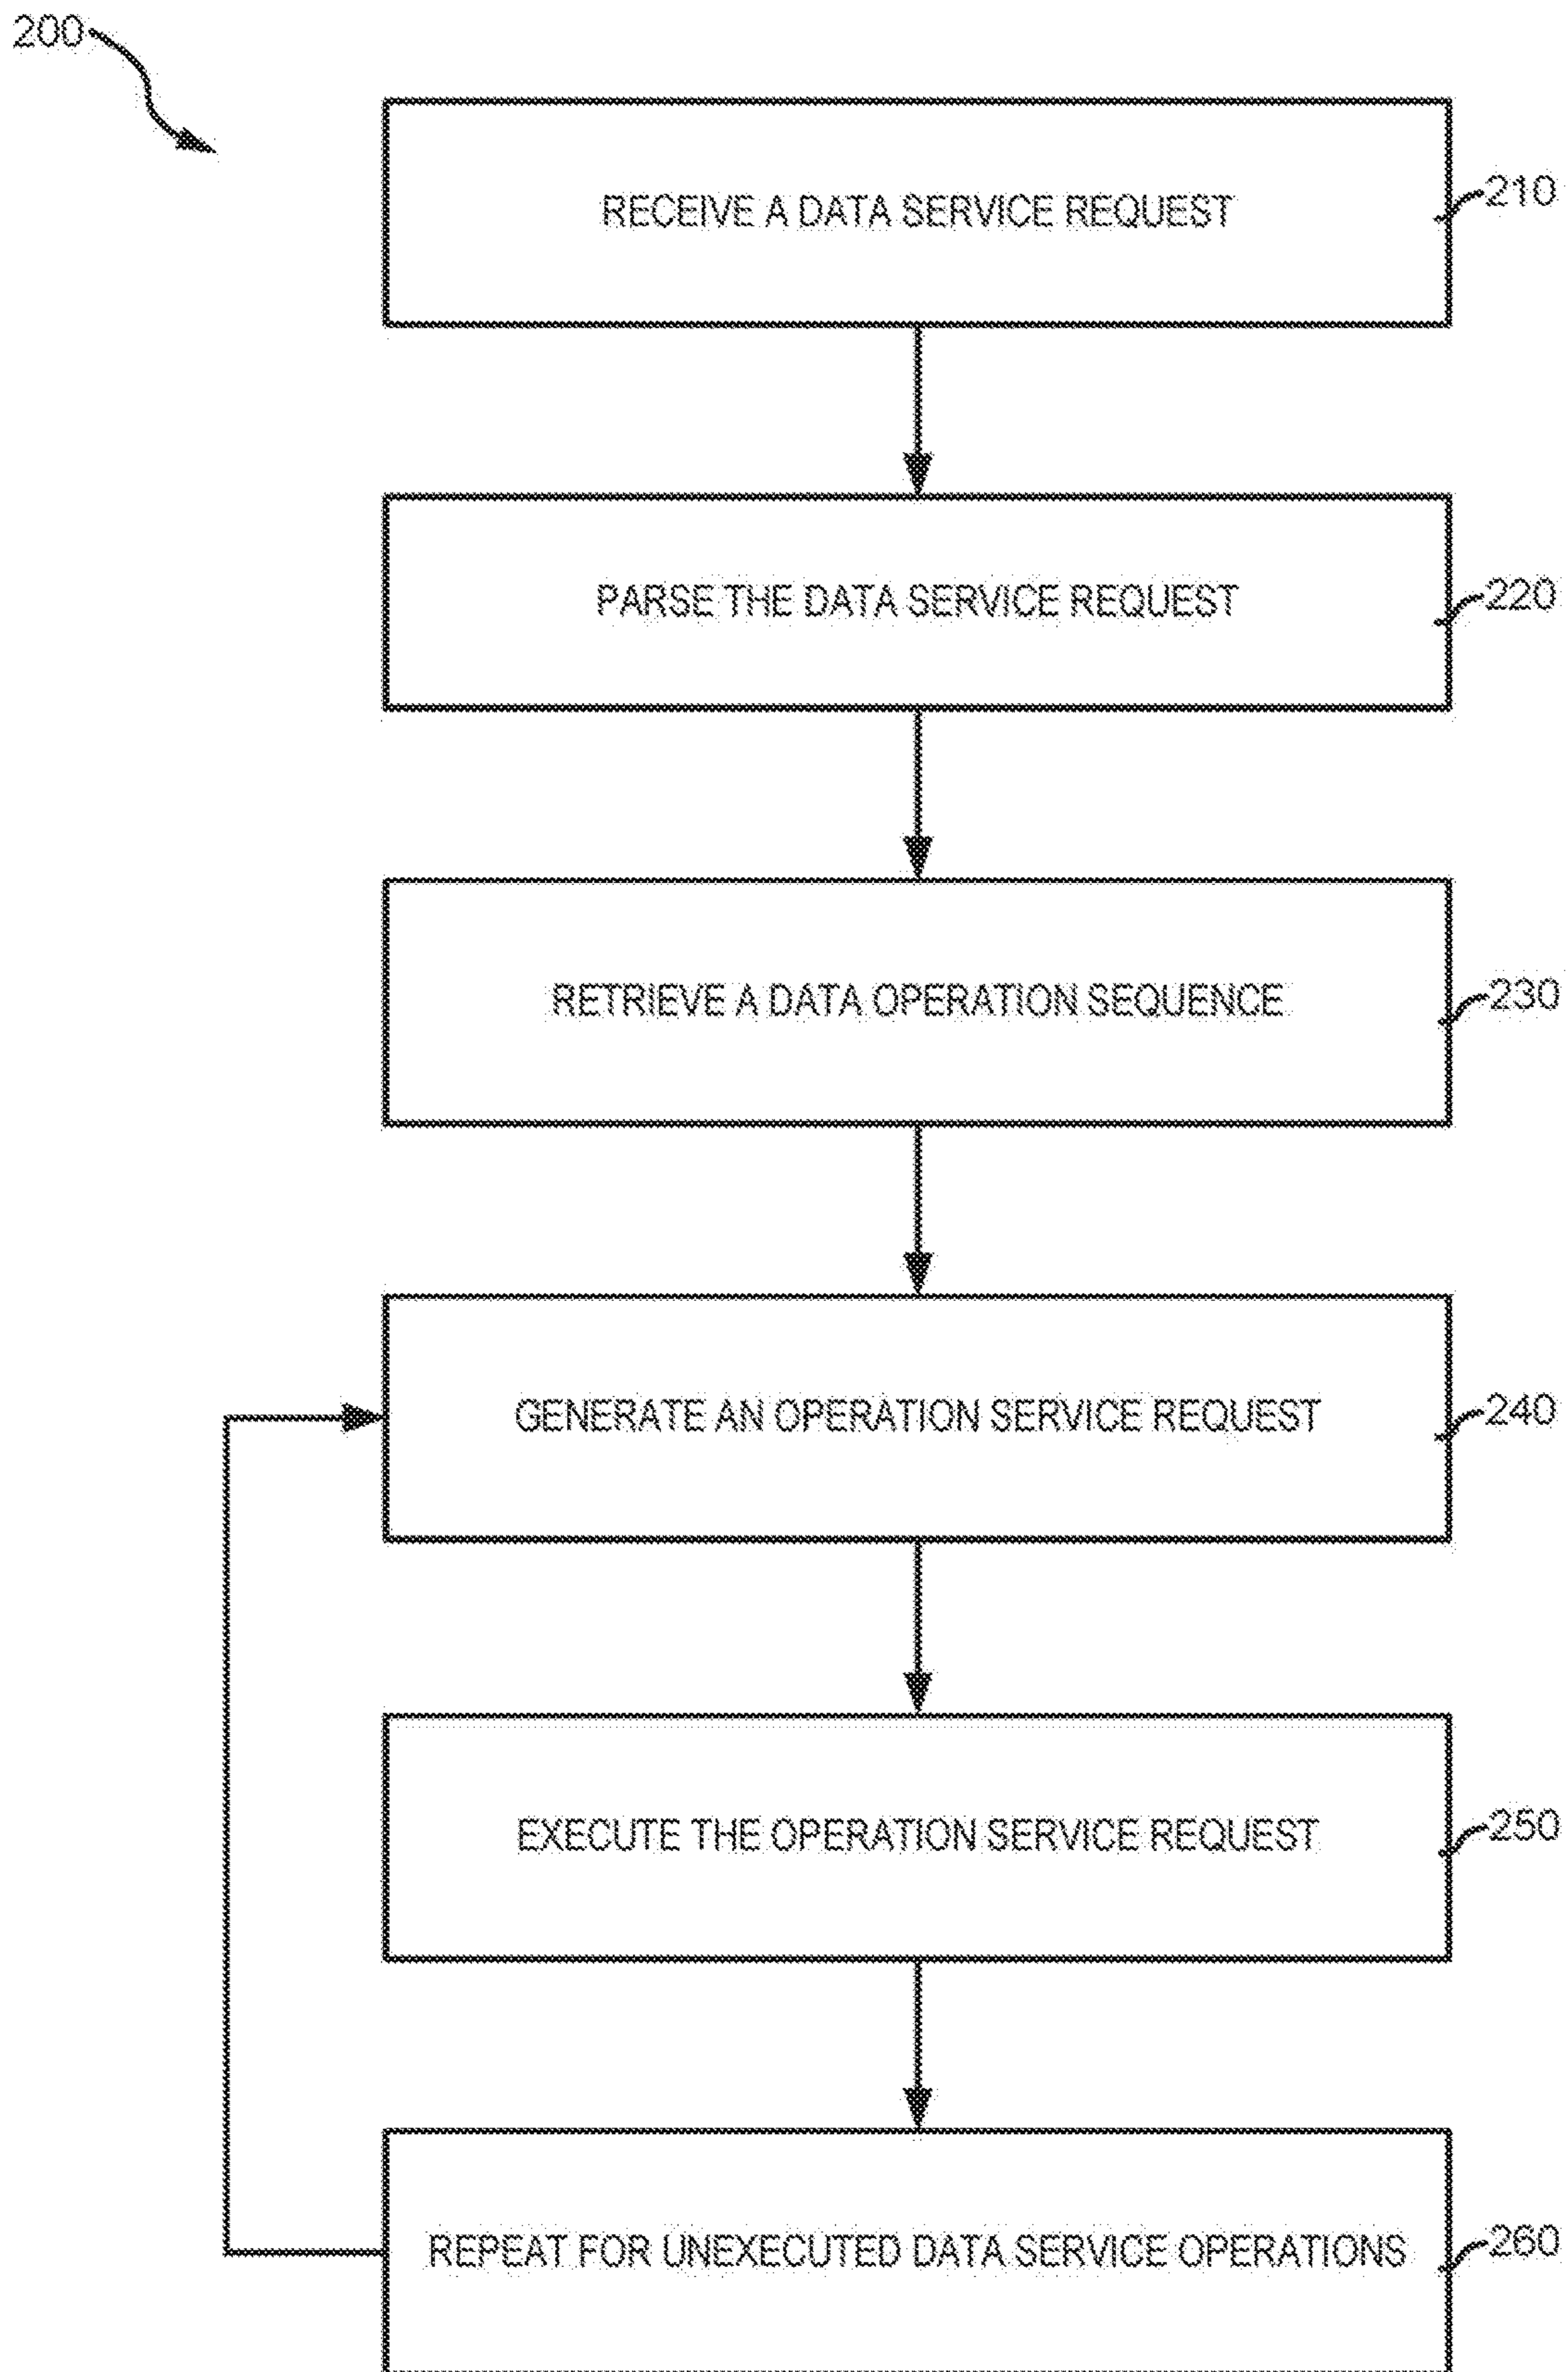 200
RECEIVE A DATA SERVICE REQUEST
210
PARSE THE DATA SERVICE REQUEST
220
RETRIEVE A DATA OPERATION SEQUENCE
230
GENERATE AN OPERATION SERVICE REQUEST
240
EXECUTE THE OPERATION SERVICE REQUEST
250
REPEAT FOR UNEXECUTED DATA SERVICE OPERATIONS
260